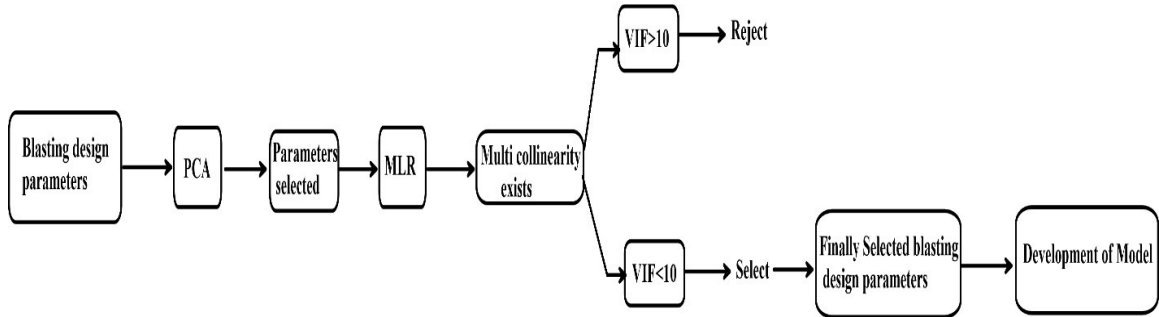 Blasting design
parameters
PCA
Parameters
selected
MLR
Multi collinearity
exists
VIF>10
Reject
VIF<10
Select
Finally Selected blasting
design parameters
Development of Model